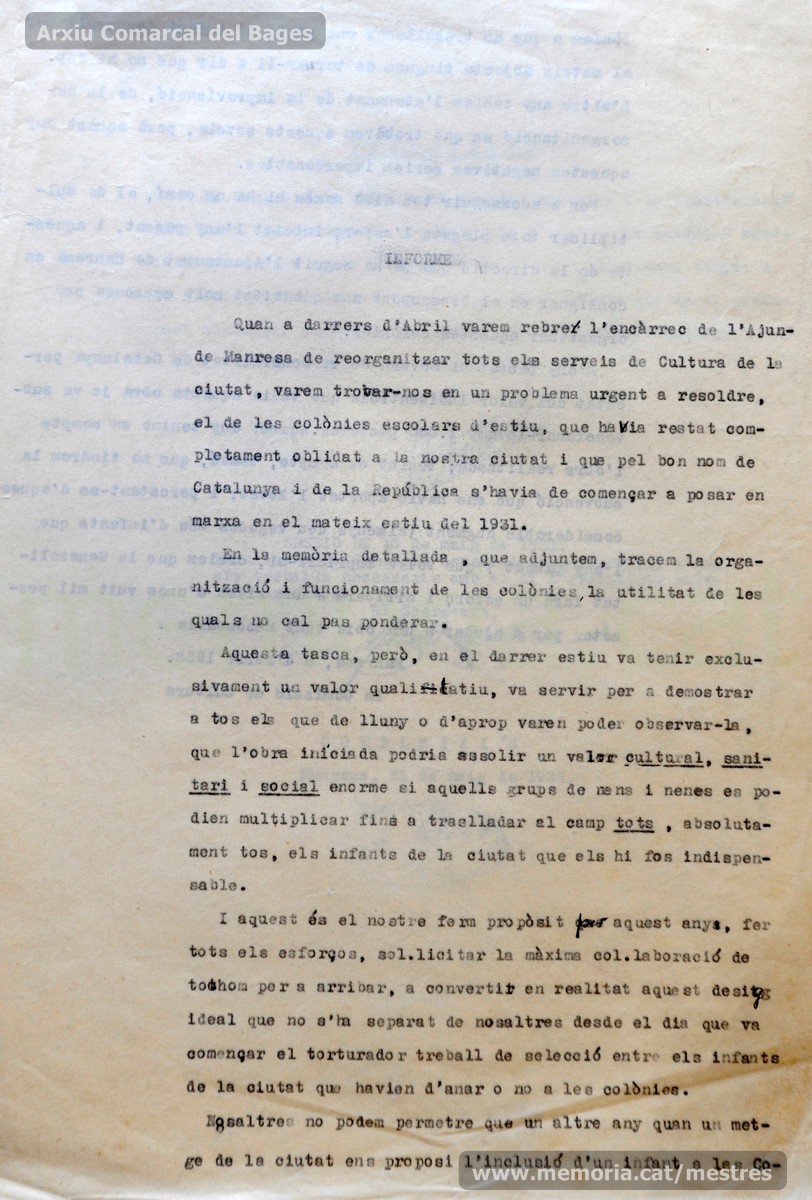 Arxiu Comarcal del Bages
INFORME
Quan a darrers d'Abril varem rebre l'encàrrec de l'Ajun-
de Manresa de reorganitzar tots els serveis de Cultura de la
ciutat, varem trobar-nos en un problema urgent a resoldre,
el de les colònies escolars d'estiu, que havia restat com-
pletament oblidat a la nostra ciutat i que pel bon nom de
Catalunya i de la República s'havia de començar a posar en
marxa en el mateix estiu del 1931.
En la memòria detallada , que adjuntem, tracem la orga-
nització i funcionament de les colònies, la utilitat de les
quals no cal pas ponderar.
Aquesta tasca, però, en el darrer estiu va tenir exclu-
sivament un valor qualitatiu, va servir per a demostrar
a tos els que de lluny o d'aprop varen poder observar-la,
que l'obra iniciada podria assolir un valor cultural, sani-
tari i social enorme si aquells grups de nens i nenes es po-
dien multiplicar fins a traslladar al camp tots , absoluta-
ment tos, els infants de la ciutat que els hi fos indispen-
sable.
I aquest és el nostre ferm propòsit per aquest anys, fer
tots els esforços, sol.licitar la màxima col.laboració de
tothom per a arribar, a convertir en realitat aquest desitg
ideal que no s'ha separat de nosaltres desde el dia que va
començar el torturador treball de selecció entre els infants
de la ciutat que havien d'anar o no a les colònies.
Nosaltres no podem permetre que un altre any quan un met-
ge de la ciutat ens proposi l'inclusió d'un infant a les Co-
www.memoria.cat/mestres